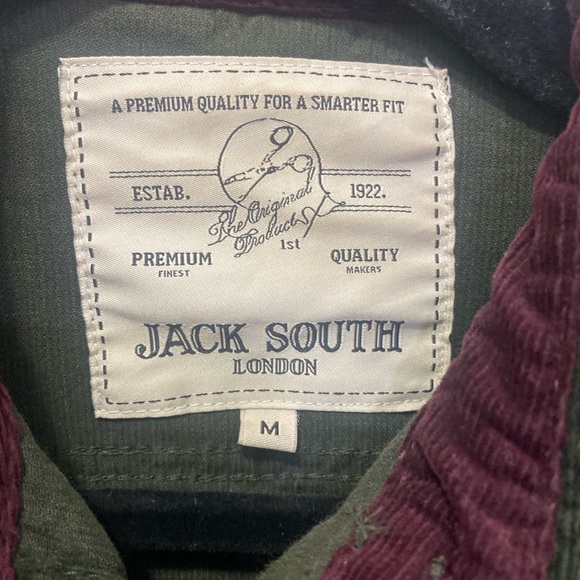 A PREMIUM QUALITY FOR A SMARTER FIT
ESTAB. 1922.
The Original
Product
1st
PREMIUM QUALITY
FINEST MAKERS
JACK SOUTH
LONDON
M